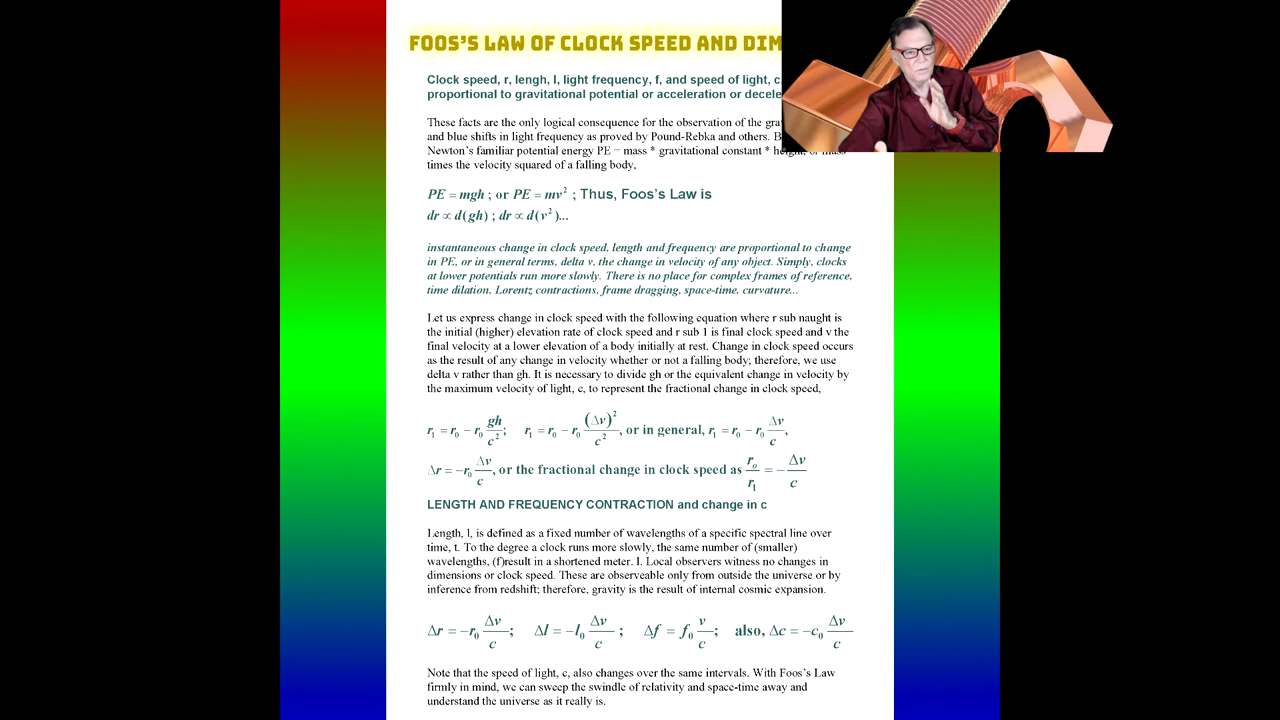 FOOS'S LAW OF CLOCK SPEED AND DIM
Clock speed, r, lengh, l, light frequency, f, and speed of light, c
proportional to gravitational potential or acceleration or decele
These facts are the only logical consequence for the observation of the gra
and blue shifts in light frequency as proved by Pound-Rebka and others. B
Newton's familiar potential energy PE = mass * gravitational constant * height, or mass
times the velocity squared of a falling body,
PE = mgh ; or PE = mv² ; Thus, Foos's Law is
dr ∝ d(gh) ; dr ∝ d(v²)...
instantaneous change in clock speed, length and frequency are proportional to change
in PE, or in general terms, delta v, the change in velocity of any object. Simply, clocks
at lower potentials run more slowly. There is no place for complex frames of reference,
time dilation, Lorentz contractions, frame dragging, space-time, curvature...
Let us express change in clock speed with the following equation where r sub naught is
the initial (higher) elevation rate of clock speed and r sub 1 is final clock speed and v the
final velocity at a lower elevation of a body initially at rest. Change in clock speed occurs
as the result of any change in velocity whether or not a falling body; therefore, we use
delta v rather than gh. It is necessary to divide gh or the equivalent change in velocity by
the maximum velocity of light, c, to represent the fractional change in clock speed,
r₁ = r₀ − r₀ gh/c²; r₁ = r₀ − r₀ (Δv)²/c², or in general, r₁ = r₀ − r₀ Δv/c,
Δr = −r₀ Δv/c, or the fractional change in clock speed as rₒ/r₁ = − Δv/c
LENGTH AND FREQUENCY CONTRACTION and change in c
Length, l, is defined as a fixed number of wavelengths of a specific spectral line over
time, t. To the degree a clock runs more slowly, the same number of (smaller)
wavelengths, (f)result in a shortened meter. l. Local observers witness no changes in
dimensions or clock speed. These are observeable only from outside the universe or by
inference from redshift; therefore, gravity is the result of internal cosmic expansion.
Δr = −r₀ Δv/c; Δl = −l₀ Δv/c ; Δf = f₀ v/c; also, Δc = −c₀ Δv/c
Note that the speed of light, c, also changes over the same intervals. With Foos's Law
firmly in mind, we can sweep the swindle of relativity and space-time away and
understand the universe as it really is.